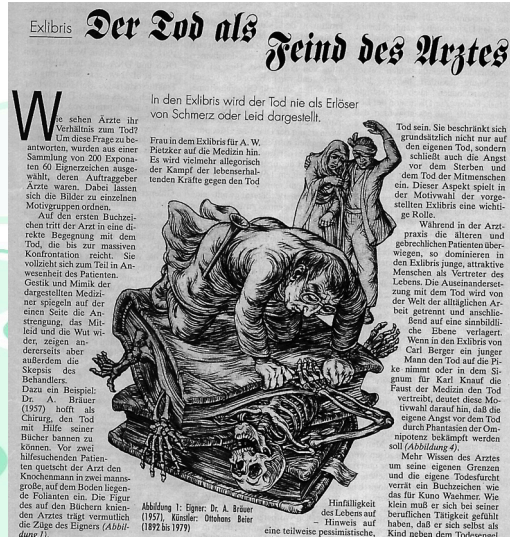 Exlibris Der Tod als
Feind des Arztes
In den Exlibris wird der Tod nie als Erlöser
von Schmerz oder Leid dargestellt.
Wie sehen Ärzte ihr
Verhältnis zum Tod?
Um diese Frage zu be-
antworten, wurden aus einer
Sammlung von 200 Expona-
ten 60 Eignerzeichen ausge-
wählt, deren Auftraggeber
Ärzte waren. Dabei lassen
sich die Bilder zu einzelnen
Motivgruppen ordnen.
Auf den ersten Buchzei-
chen tritt der Arzt in eine di-
rekte Begegnung mit dem
Tod, die bis zur massiven
Konfrontation reicht. Sie
vollzieht sich zum Teil in An-
wesenheit des Patienten.
Gestik und Mimik der
dargestellten Medizi-
ner spiegeln auf der
einen Seite die An-
strengung, das Mit-
leid und die Wut wi-
der, zeigen an-
dererseits aber
außerdem die
Skepsis des
Behandlers.
Dazu ein Beispiel:
Dr. A. Bräuer
(1957) hofft als
Chirurg, den Tod
mit Hilfe seiner
Bücher bannen zu
können. Vor zwei
hilfesuchenden Patien-
ten quetscht der Arzt den
Knochenmann in zwei manns-
große, auf dem Boden liegen-
de Folianten ein. Die Figur
des auf den Büchern knien-
den Arztes trägt vermutlich
die Züge des Eigners (Abbil-
dung 1).
Frau in dem Exlibris für A. W.
Pietzker auf die Medizin hin.
Es wird vielmehr allegorisch
der Kampf der lebenserhal-
tenden Kräfte gegen den Tod
Abbildung 1: Eigner: Dr. A. Bräuer
(1957), Künstler: Ottohans Beier
(1892 bis 1979)
Hinfälligkeit
des Lebens auf
– Hinweis auf
eine teilweise pessimistische,
Tod sein. Sie beschränkt sich
grundsätzlich nicht nur auf
den eigenen Tod, sondern
schließt auch die Angst
vor dem Sterben und
dem Tod der Mitmenschen
ein. Dieser Aspekt spielt in
der Motivwahl der vorge-
stellten Exlibris eine wichti-
ge Rolle.
Während in der Arzt-
praxis die älteren und
gebrechlichen Patienten über-
wiegen, so dominieren in
den Exlibris junge, attraktive
Menschen als Vertreter des
Lebens. Die Auseinanderset-
zung mit dem Tod wird von
der Welt der alltäglichen Ar-
beit getrennt und anschlie-
ßend auf eine sinnbildli-
che Ebene verlagert.
Wenn in den Exlibris von
Carl Berger ein junger
Mann den Tod auf die Pi-
ke nimmt oder in dem Si-
gnum für Karl Knauf die
Faust der Medizin den Tod
vertreibt, deutet diese Mo-
tivwahl darauf hin, daß die
eigene Angst vor dem Tod
durch Phantasien der Om-
nipotenz bekämpft werden
soll (Abbildung 4).
Mehr Wissen des Arztes
um seine eigenen Grenzen
und die eigene Todesfurcht
verrät ein Buchzeichen wie
das für Kuno Waehmer. Wie
klein muß er sich bei seiner
beruflichen Tätigkeit gefühlt
haben, daß er sich selbst als
Kind neben dem Todesengel